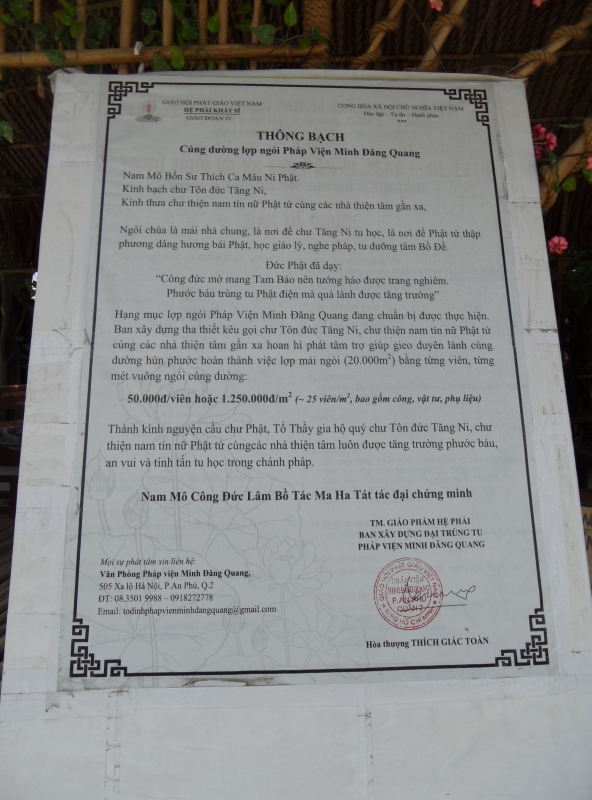 GIÁO HỘI PHẬT GIÁO VIỆT NAM
HỆ PHÁI KHẤT SĨ
GIÁO ĐOÀN IV
CỘNG HÒA XÃ HỘI CHỦ NGHĨA VIỆT NAM
Độc lập – Tự do – Hạnh phúc
THÔNG BẠCH
Cúng dường lợp ngói Pháp Viện Minh Đăng Quang
Nam Mô Bổn Sư Thích Ca Mâu Ni Phật.
Kính bạch chư Tôn đức Tăng Ni,
Kính thưa chư thiện nam tín nữ Phật tử cùng các nhà thiện tâm gần xa,
Ngôi chùa là mái nhà chung, là nơi để chư Tăng Ni tu học, là nơi để Phật tử thập
phương dâng hương bái Phật, học giáo lý, nghe pháp, tu dưỡng tâm Bồ Đề.
Đức Phật đã dạy:
“Công đức mở mang Tam Bảo nên tướng hảo được trang nghiêm.
Phước báu trùng tu Phật điện mà quả lành được tăng trưởng”
Hạng mục lợp ngói Pháp Viện Minh Đăng Quang đang chuẩn bị được thực hiện.
Ban xây dựng tha thiết kêu gọi chư Tôn đức Tăng Ni, chư thiện nam tín nữ Phật tử
cùng các nhà thiện tâm gần xa hoan hỉ phát tâm trợ giúp gieo duyên lành cúng
dường hùn phước hoàn thành việc lợp mái ngói (20.000m²) bằng từng viên, từng
mét vuông ngói cúng dường:
50.000đ/viên hoặc 1.250.000đ/m² (~ 25 viên/m², bao gồm công, vật tư, phụ liệu)
Thành kính nguyện cầu chư Phật, Tổ Thầy gia hộ quý chư Tôn đức Tăng Ni, chư
thiện nam tín nữ Phật tử cùngcác nhà thiện tâm luôn được tăng trưởng phước báu,
an vui và tinh tấn tu học trong chánh pháp.
Nam Mô Công Đức Lâm Bồ Tác Ma Ha Tát tác đại chứng minh
TM. GIÁO PHẨM HỆ PHÁI
BAN XÂY DỰNG ĐẠI TRÙNG TU
PHÁP VIỆN MINH ĐĂNG QUANG
Mọi sự phát tâm xin liên hệ:
Văn Phòng Pháp viện Minh Đăng Quang,
505 Xa lộ Hà Nội, P.An Phú, Q.2
ĐT: 08.3501 9988 – 0918272778
Email: todinhphapvienminhdangquang@gmail.com
P.AN PHÚ
QUẬN 2
Hòa thượng THÍCH GIÁC TOÀN